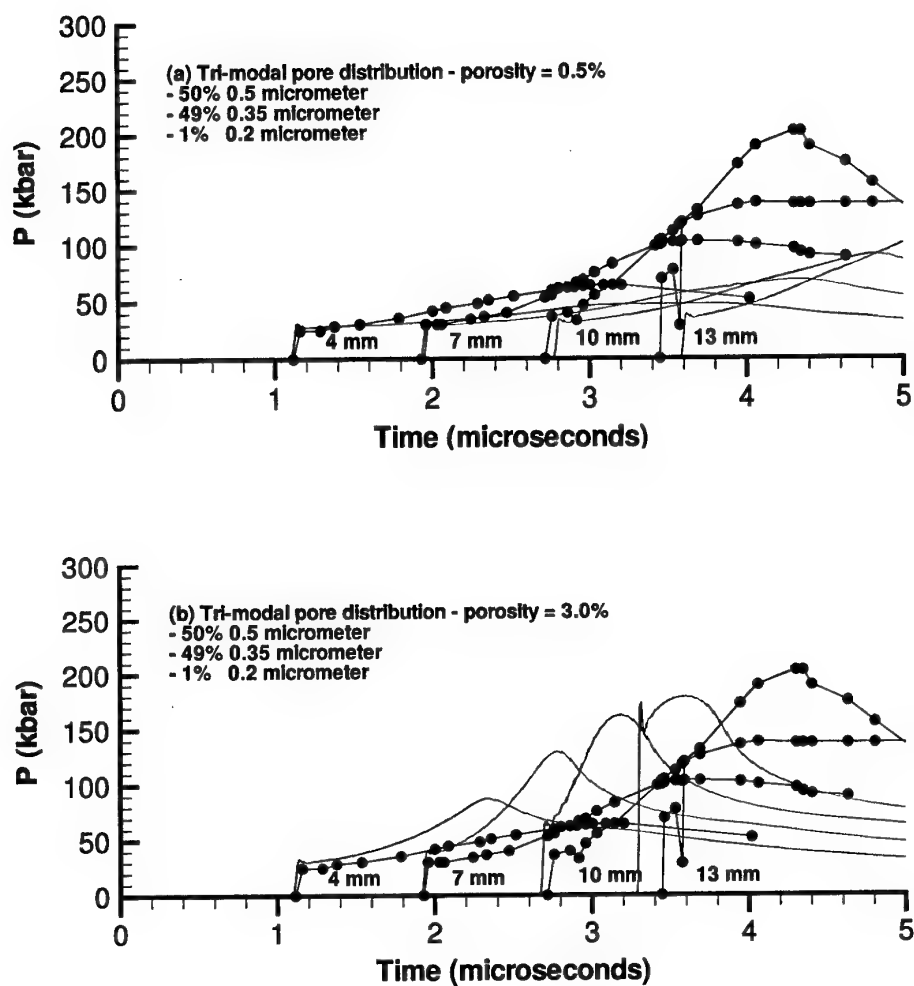 300
250
200
150
100
50
0
P (kbar)
(a) Tri-modal pore distribution - porosity = 0.5%
- 50% 0.5 micrometer
- 49% 0.35 micrometer
- 1% 0.2 micrometer
4 mm
7 mm
10 mm
13 mm
0 1 2 3 4 5
Time (microseconds)
300
250
200
150
100
50
0
P (kbar)
(b) Tri-modal pore distribution - porosity = 3.0%
- 50% 0.5 micrometer
- 49% 0.35 micrometer
- 1% 0.2 micrometer
4 mm
7 mm
10 mm
13 mm
0 1 2 3 4 5
Time (microseconds)